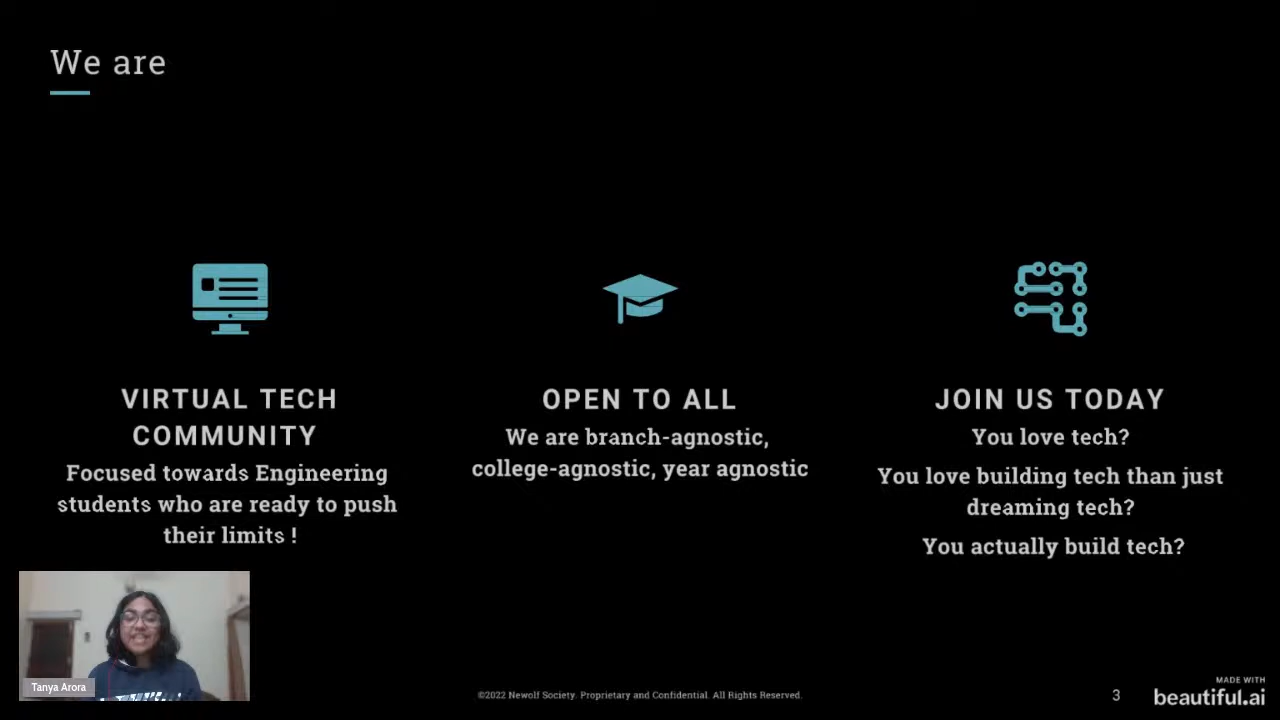 We are
VIRTUAL TECH
COMMUNITY
Focused towards Engineering
students who are ready to push
their limits !
OPEN TO ALL
We are branch-agnostic,
college-agnostic, year agnostic
JOIN US TODAY
You love tech?
You love building tech than just
dreaming tech?
You actually build tech?
Tanya Arora
©2022 Newolf Society. Proprietary and Confidential. All Rights Reserved.
3
MADE WITH
beautiful.ai